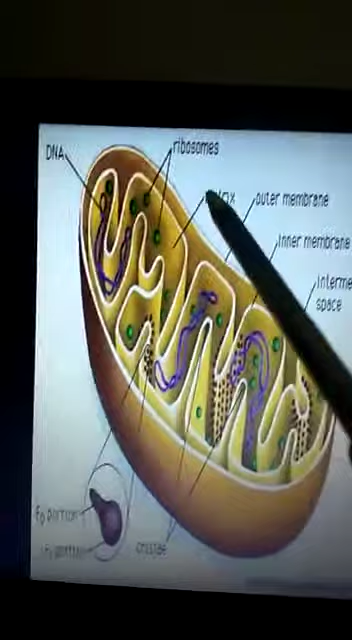 DNA
ribosomes
outer membrane
inner membrane
space
F₀ portion
cristae